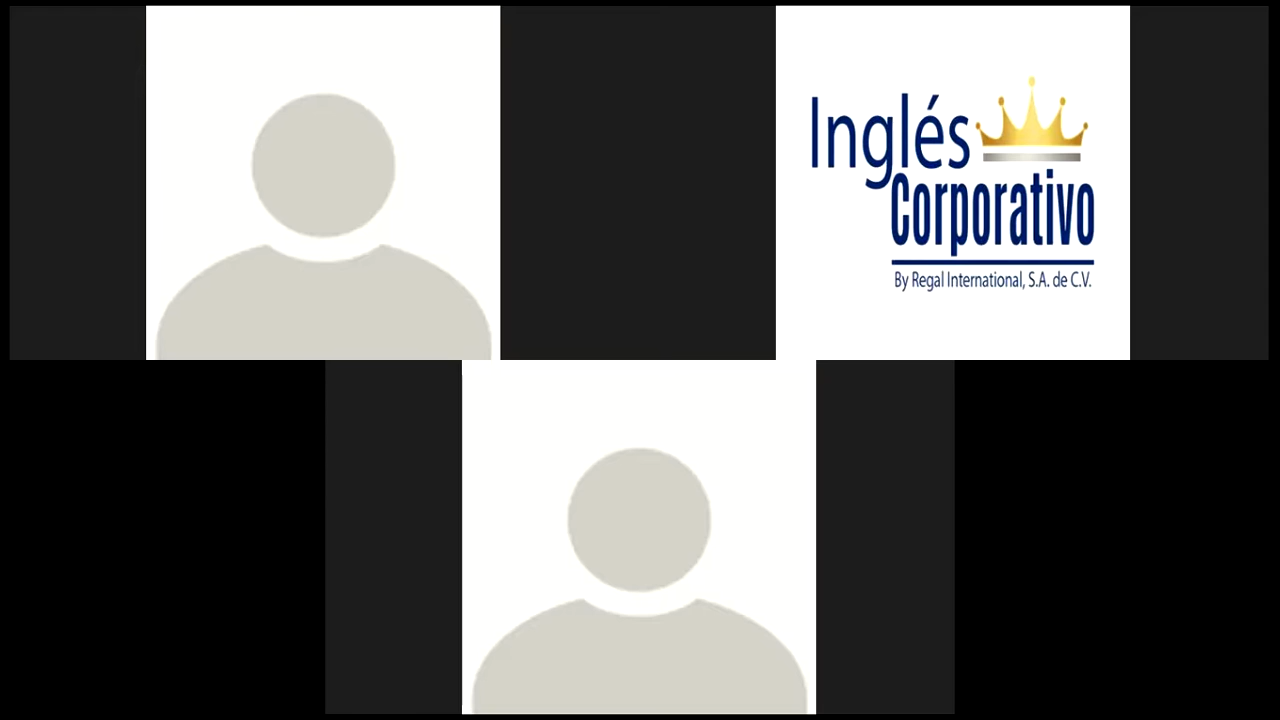 Inglés
Corporativo
By Regal International, S.A. de C.V.